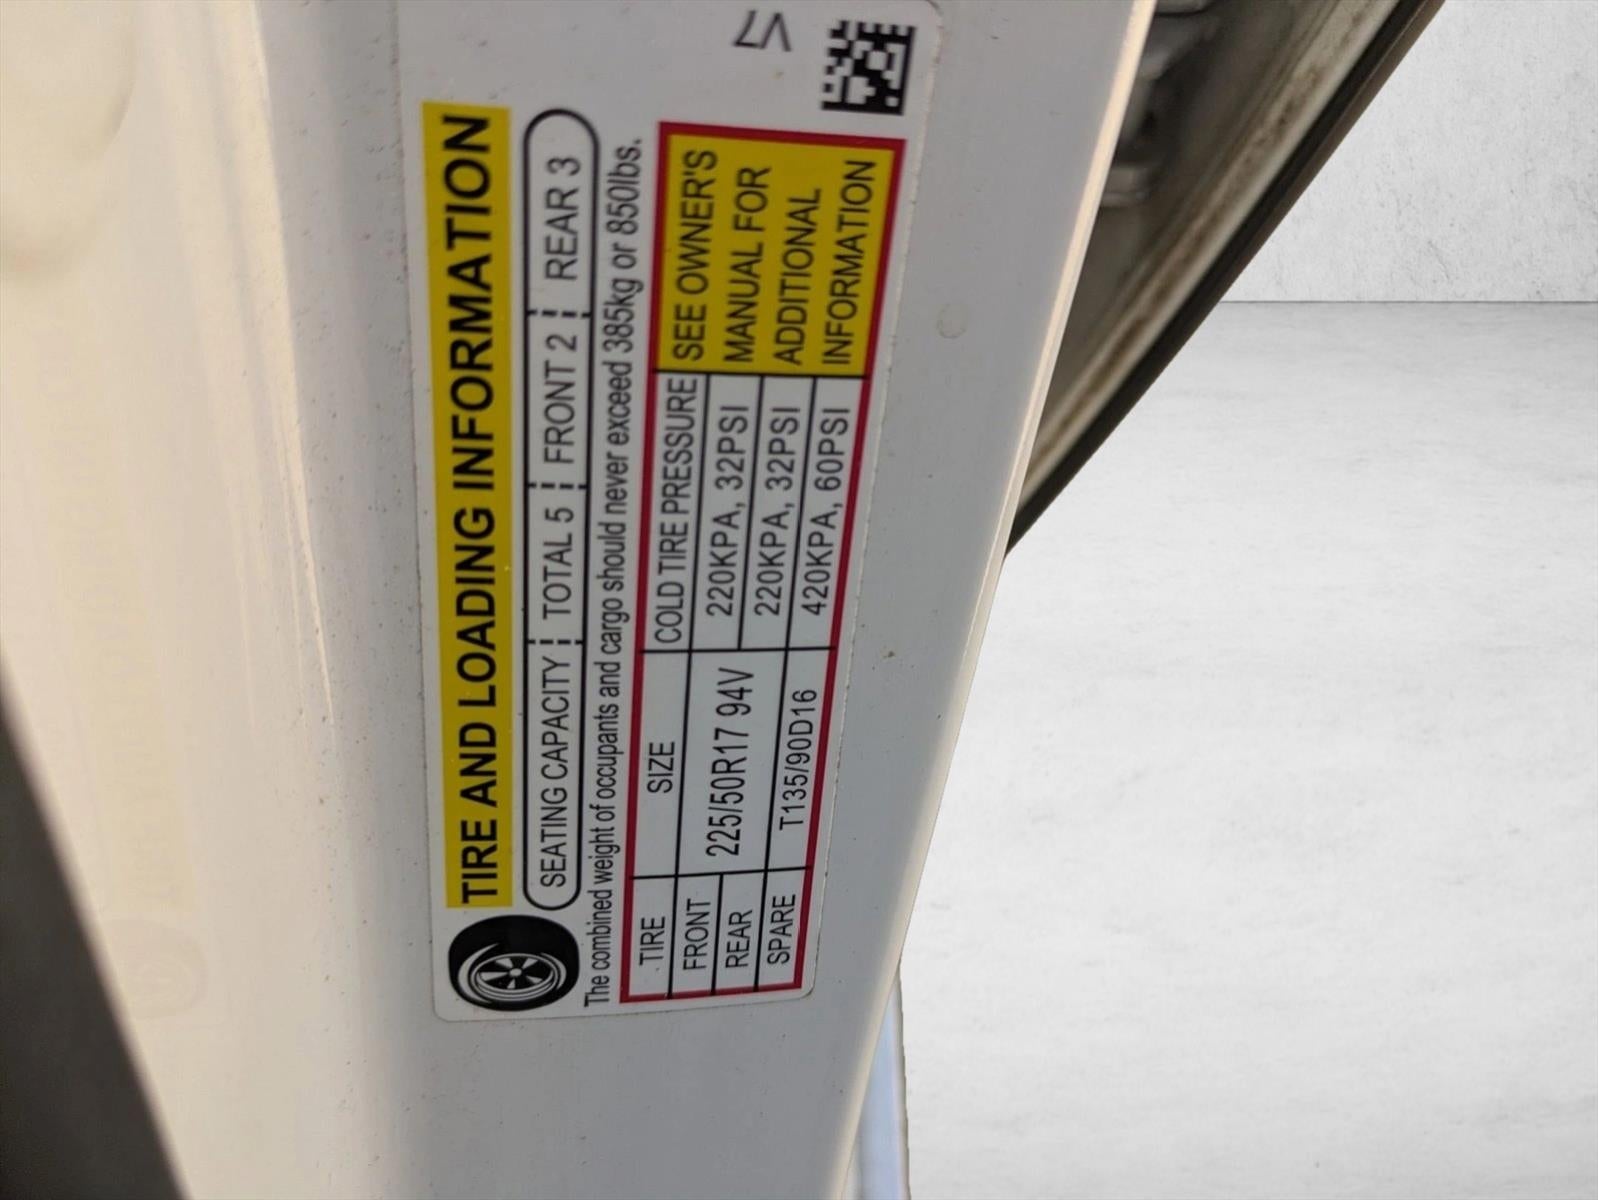 TIRE AND LOADING INFORMATION
SEATING CAPACITY TOTAL 5 FRONT 2 REAR 3
The combined weight of occupants and cargo should never exceed 385kg or 850lbs.
TIRE SIZE COLD TIRE PRESSURE
FRONT 225/50R17 94V 220KPA, 32PSI
REAR 220KPA, 32PSI
SPARE T135/90D16 420KPA, 60PSI
SEE OWNER'S
MANUAL FOR
ADDITIONAL
INFORMATION
V7